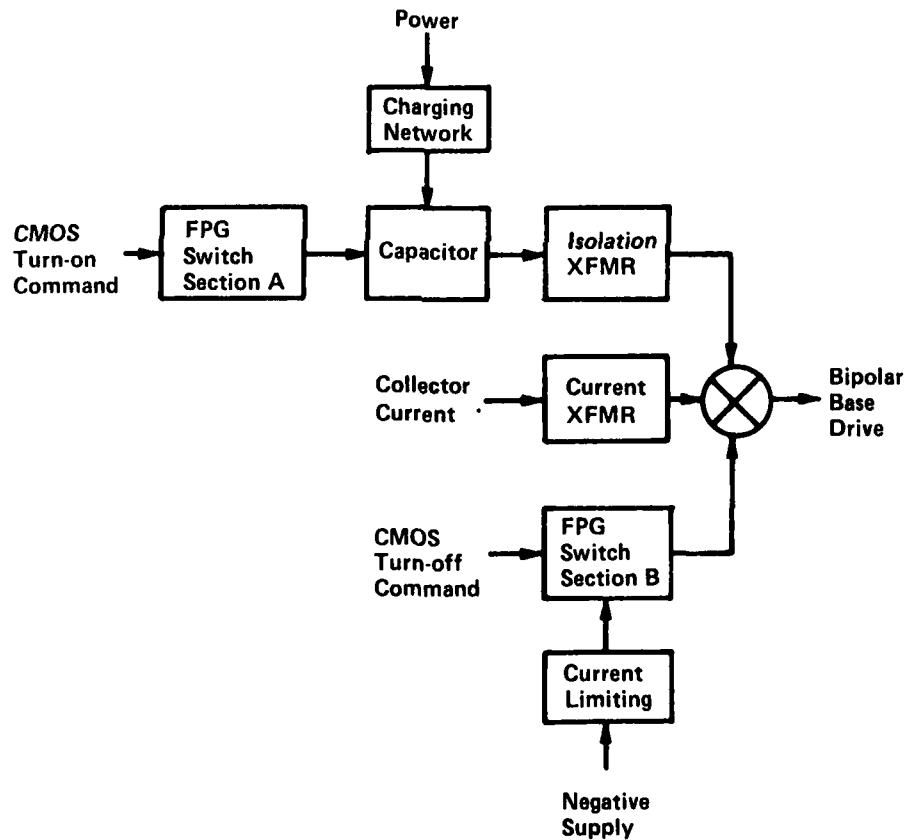 Power
Charging
Network
CMOS
Turn-on
Command
FPG
Switch
Section A
Capacitor
Isolation
XFMR
Collector
Current
Current
XFMR
Bipolar
Base
Drive
CMOS
Turn-off
Command
FPG
Switch
Section B
Current
Limiting
Negative
Supply